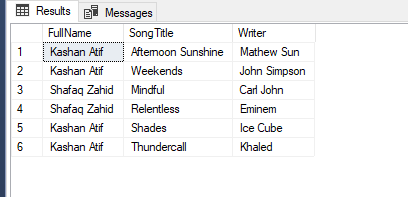 Results Messages
FullName SongTitle Writer
1 Kashan Atif Afternoon Sunshine Mathew Sun
2 Kashan Atif Weekends John Simpson
3 Shafaq Zahid Mindful Carl John
4 Shafaq Zahid Relentless Eminem
5 Kashan Atif Shades Ice Cube
6 Kashan Atif Thundercall Khaled